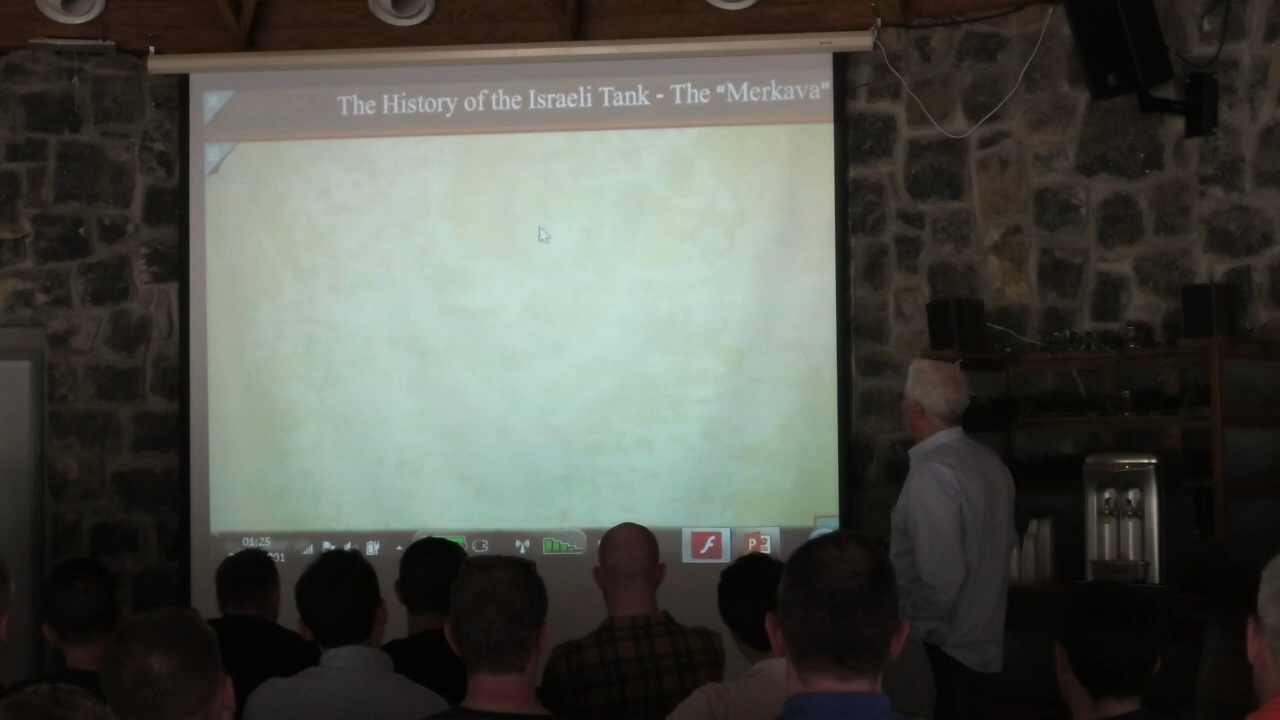 The History of the Israeli Tank - The “Merkava”
01:25